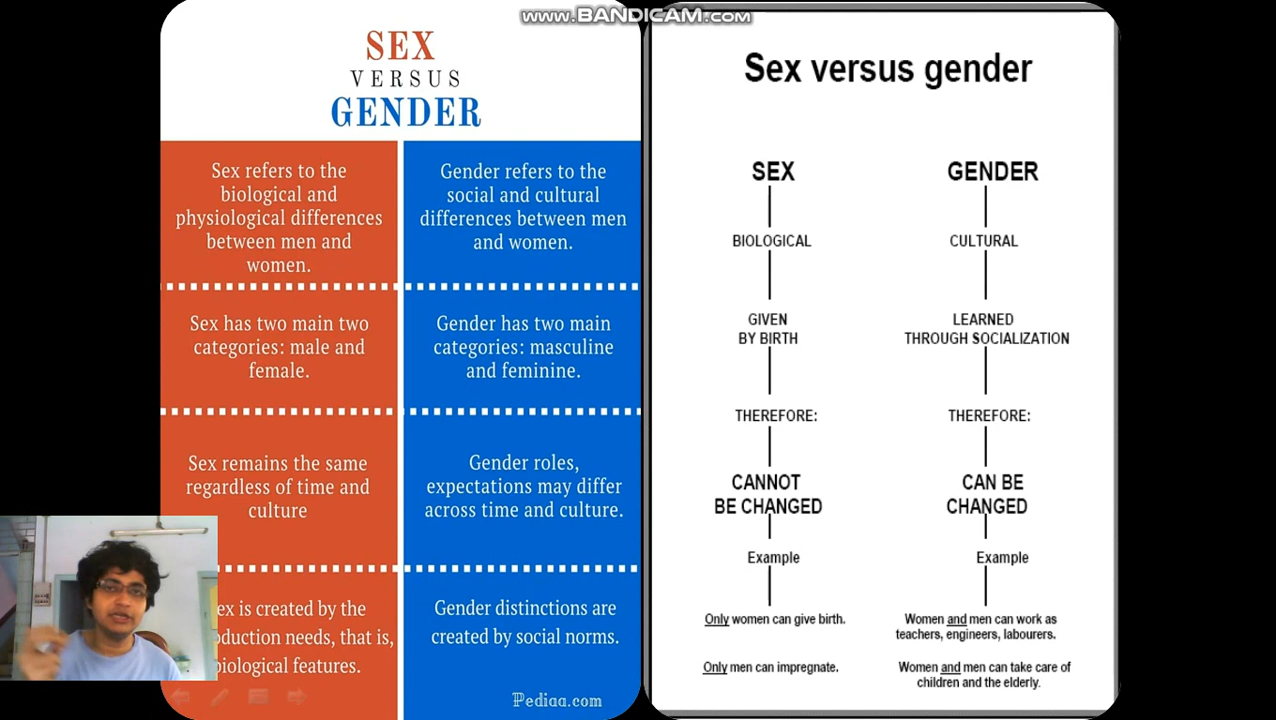 www.BANDICAM.com
SEX
VERSUS
GENDER
Sex refers to the
biological and
physiological differences
between men and
women.
Gender refers to the
social and cultural
differences between men
and women.
Sex has two main two
categories: male and
female.
Gender has two main
categories: masculine
and feminine.
Sex remains the same
regardless of time and
culture
Gender roles,
expectations may differ
across time and culture.
ex is created by the
oduction needs, that is,
biological features.
Gender distinctions are
created by social norms.
Pediaa.com
Sex versus gender
SEX
BIOLOGICAL
GIVEN
BY BIRTH
THEREFORE:
CANNOT
BE CHANGED
Example
Only women can give birth.
Only men can impregnate.
GENDER
CULTURAL
LEARNED
THROUGH SOCIALIZATION
THEREFORE:
CAN BE
CHANGED
Example
Women and men can work as
teachers, engineers, labourers.
Women and men can take care of
children and the elderly.